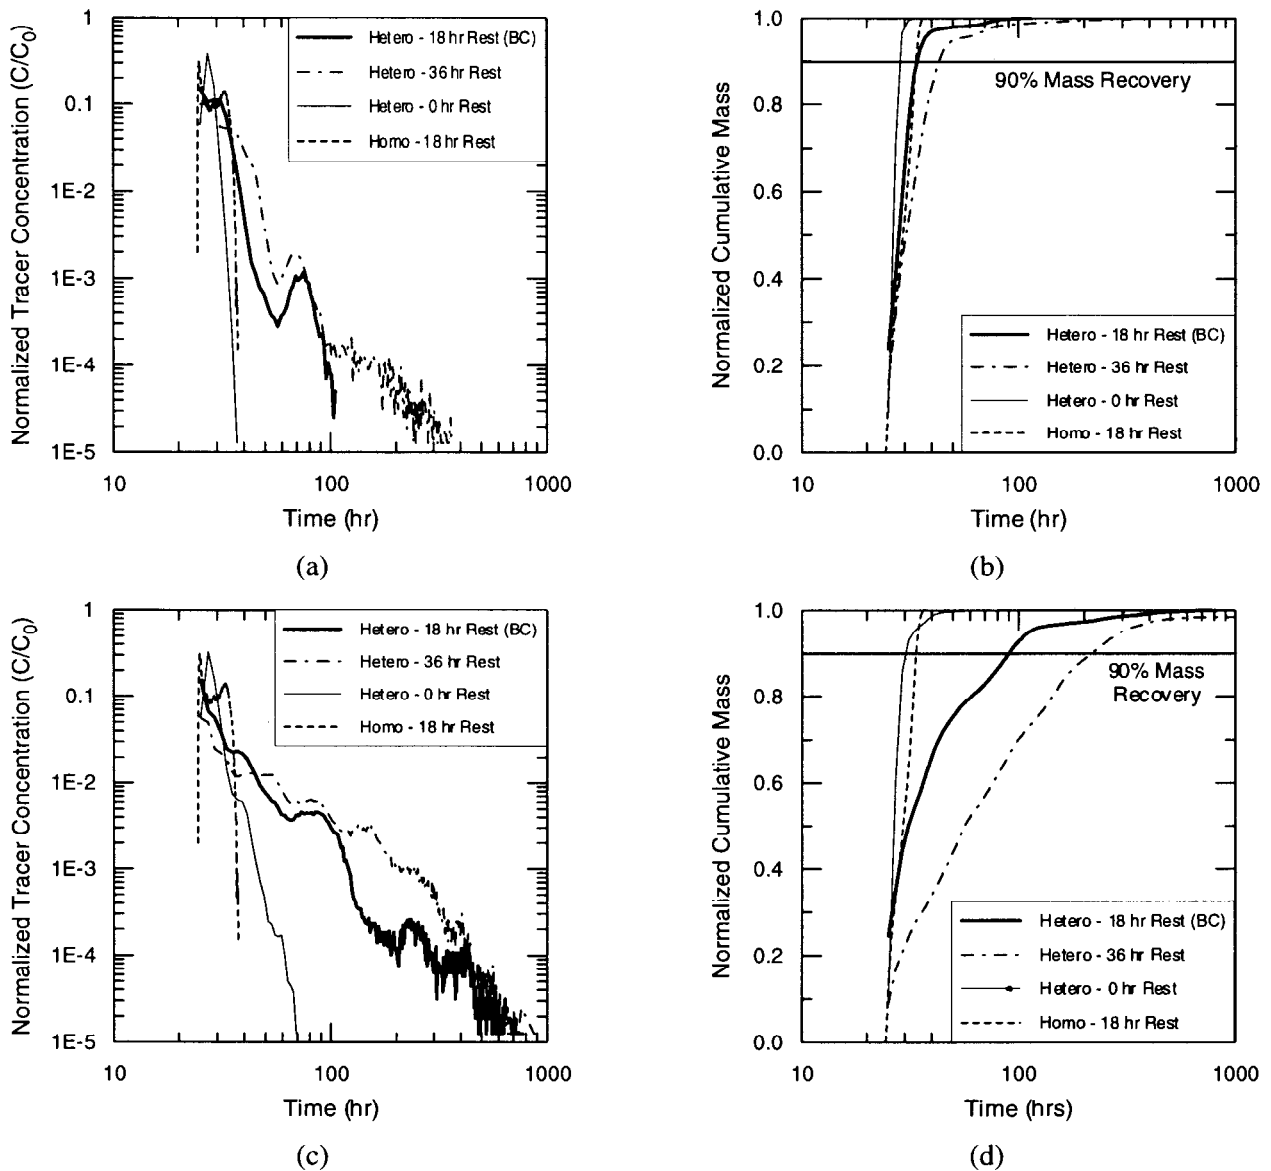 Normalized Tracer Concentration (C/C0)
1
0.1
1E-2
1E-3
1E-4
1E-5
10
100
1000
Time (hr)
Hetero - 18 hr Rest (BC)
Hetero - 36 hr Rest
Hetero - 0 hr Rest
Homo - 18 hr Rest
(a)
Normalized Cumulative Mass
1.0
0.8
0.6
0.4
0.2
0.0
10
100
1000
Time (hr)
90% Mass Recovery
Hetero - 18 hr Rest (BC)
Hetero - 36 hr Rest
Hetero - 0 hr Rest
Homo - 18 hr Rest
(b)
Normalized Tracer Concentration (C/C0)
1
0.1
1E-2
1E-3
1E-4
1E-5
10
100
1000
Time (hr)
Hetero - 18 hr Rest (BC)
Hetero - 36 hr Rest
Hetero - 0 hr Rest
Homo - 18 hr Rest
(c)
Normalized Cumulative Mass
1.0
0.8
0.6
0.4
0.2
0.0
10
100
1000
Time (hrs)
90% Mass
Recovery
Hetero - 18 hr Rest (BC)
Hetero - 36 hr Rest
Hetero - 0 hr Rest
Homo - 18 hr Rest
(d)